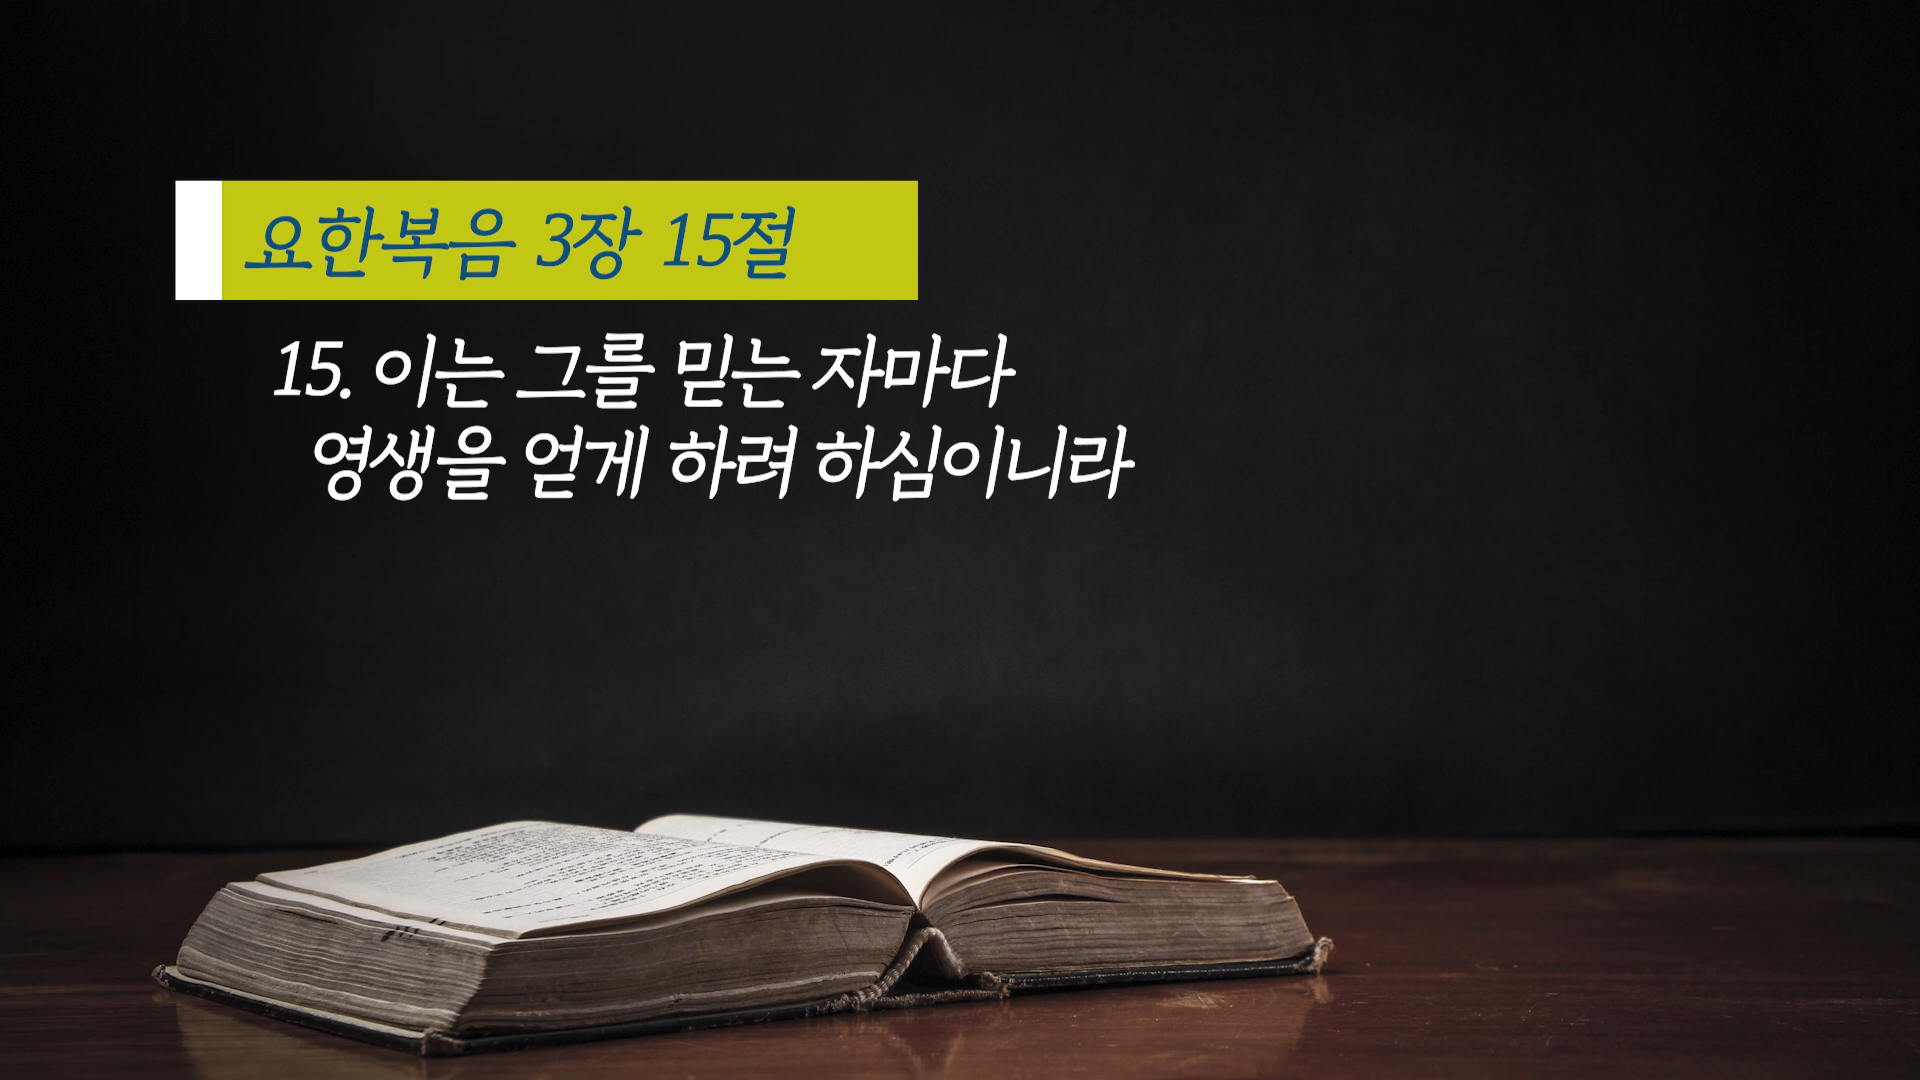 요한복음 3장 15절
15. 이는 그를 믿는 자마다
영생을 얻게 하려 하심이니라